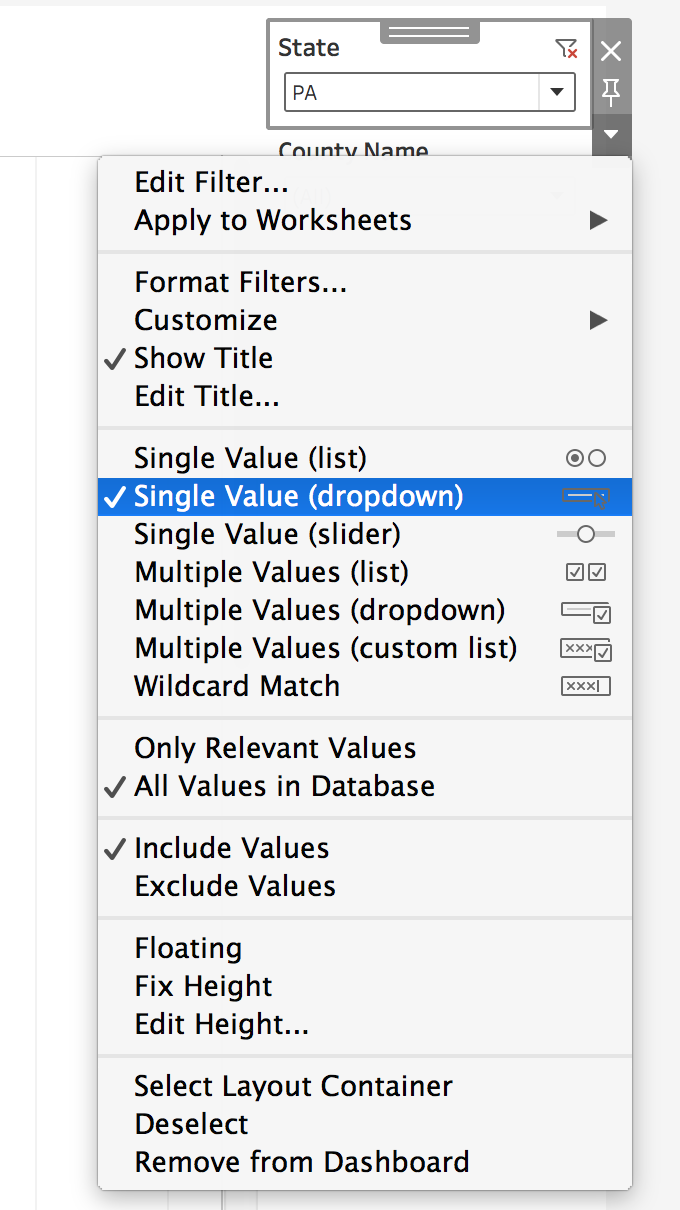 State
PA
County Name
Edit Filter...
Apply to Worksheets
Format Filters...
Customize
Show Title
Edit Title...
Single Value (list)
Single Value (dropdown)
Single Value (slider)
Multiple Values (list)
Multiple Values (dropdown)
Multiple Values (custom list)
Wildcard Match
Only Relevant Values
All Values in Database
Include Values
Exclude Values
Floating
Fix Height
Edit Height...
Select Layout Container
Deselect
Remove from Dashboard